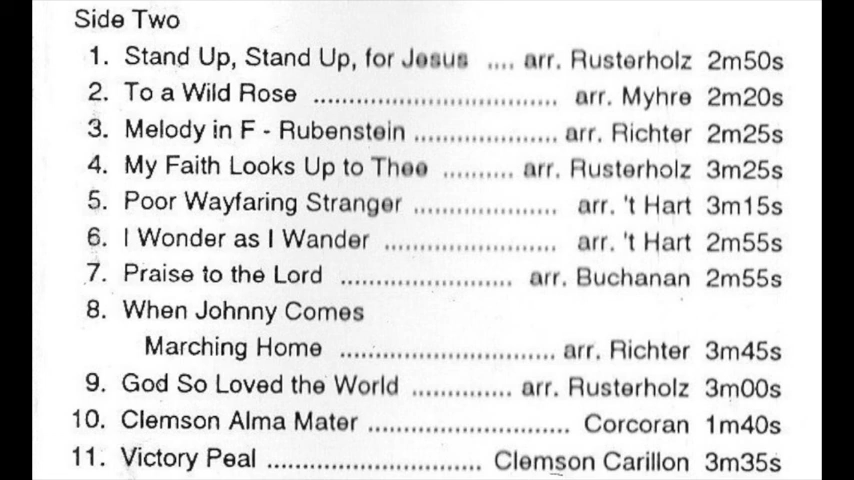 Side Two
1. Stand Up, Stand Up, for Jesus .... arr. Rusterholz 2m50s
2. To a Wild Rose .................................. arr. Myhre 2m20s
3. Melody in F - Rubenstein .................... arr. Richter 2m25s
4. My Faith Looks Up to Thee .......... arr. Rusterholz 3m25s
5. Poor Wayfaring Stranger .................... arr. 't Hart 3m15s
6. I Wonder as I Wander ........................ arr. 't Hart 2m55s
7. Praise to the Lord ........................ arr. Buchanan 2m55s
8. When Johnny Comes
Marching Home .............................. arr. Richter 3m45s
9. God So Loved the World .............. arr. Rusterholz 3m00s
10. Clemson Alma Mater ............................ Corcoran 1m40s
11. Victory Peal .............................. Clemson Carillon 3m35s